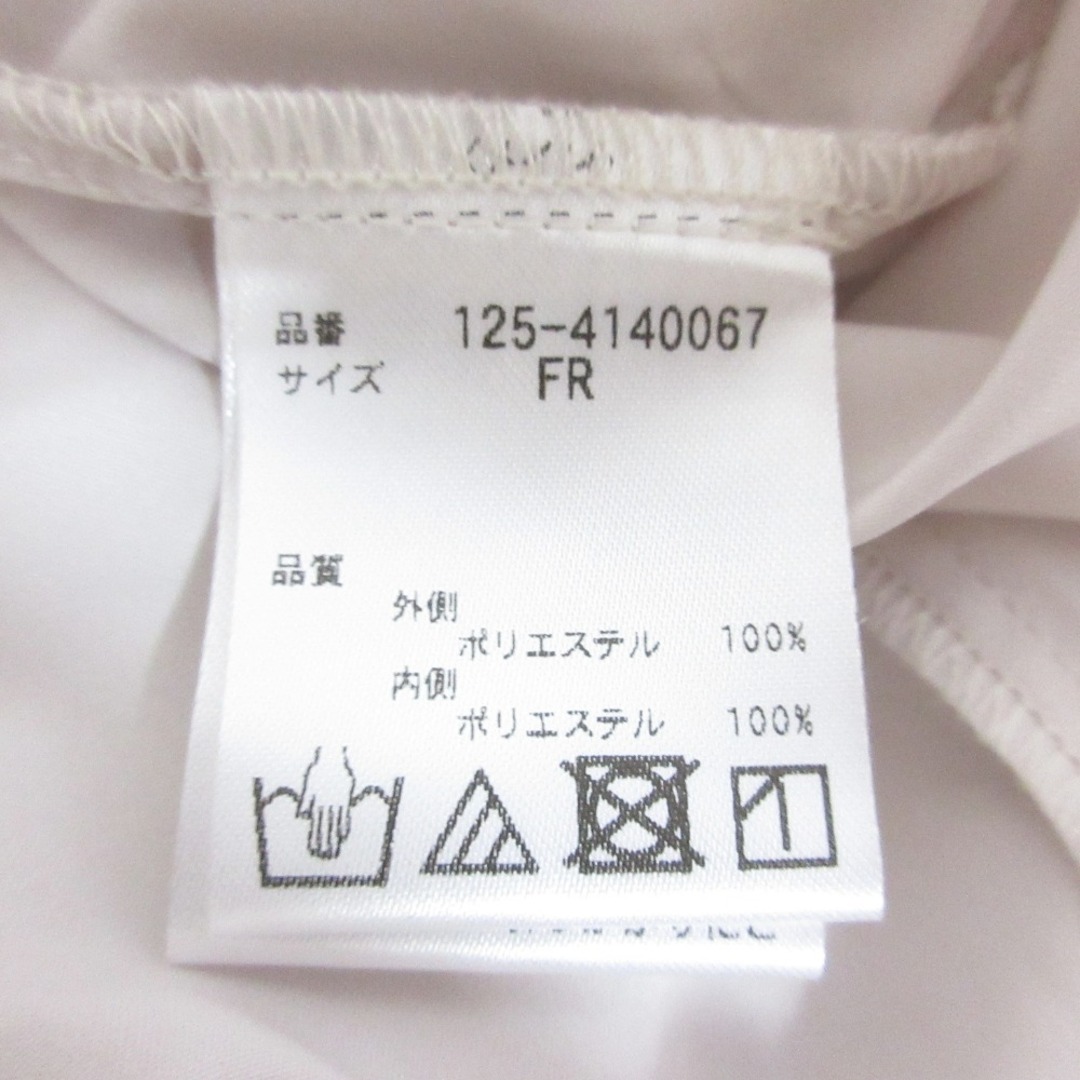 品番 125-4140067
サイズ FR
品質
外側
ポリエステル 100%
内側
ポリエステル 100%